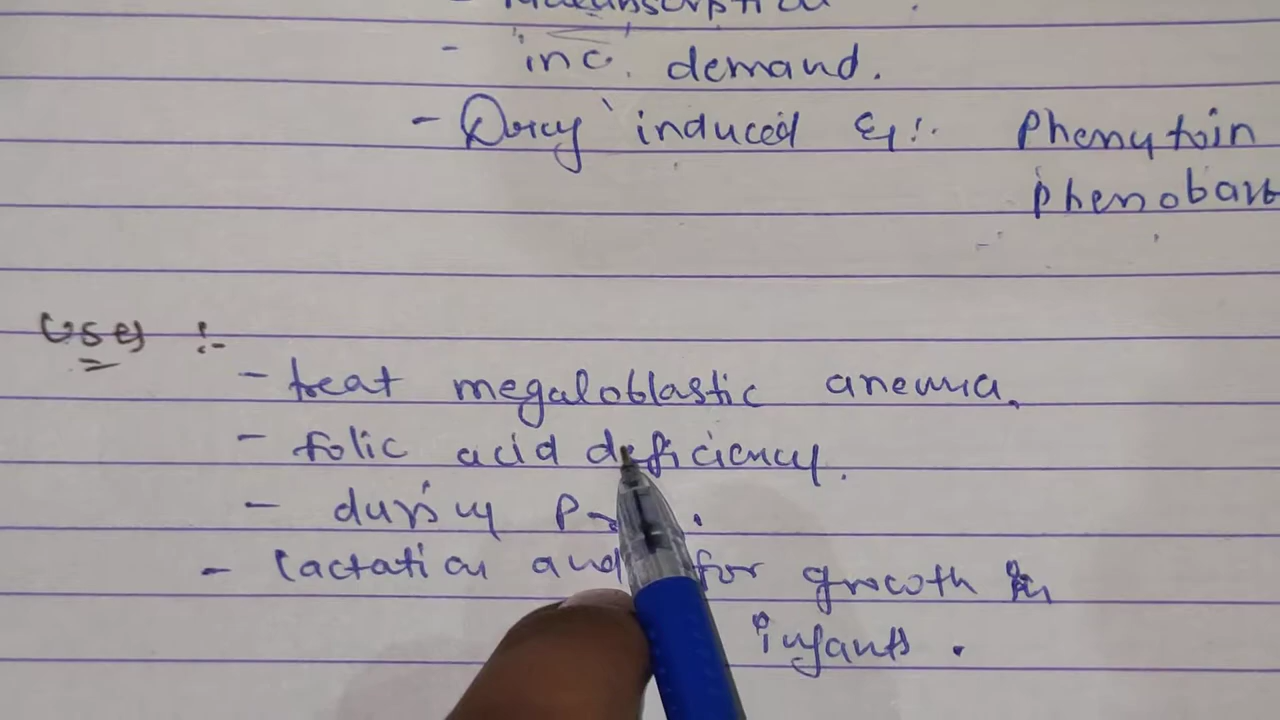 - inc. demand.
- Drug induced Eg:. Phenytoin
Phenobarb
Uses :-
- treat megaloblastic anemia.
- folic acid deficiency.
- during
- Lactation and for growth in
infants.